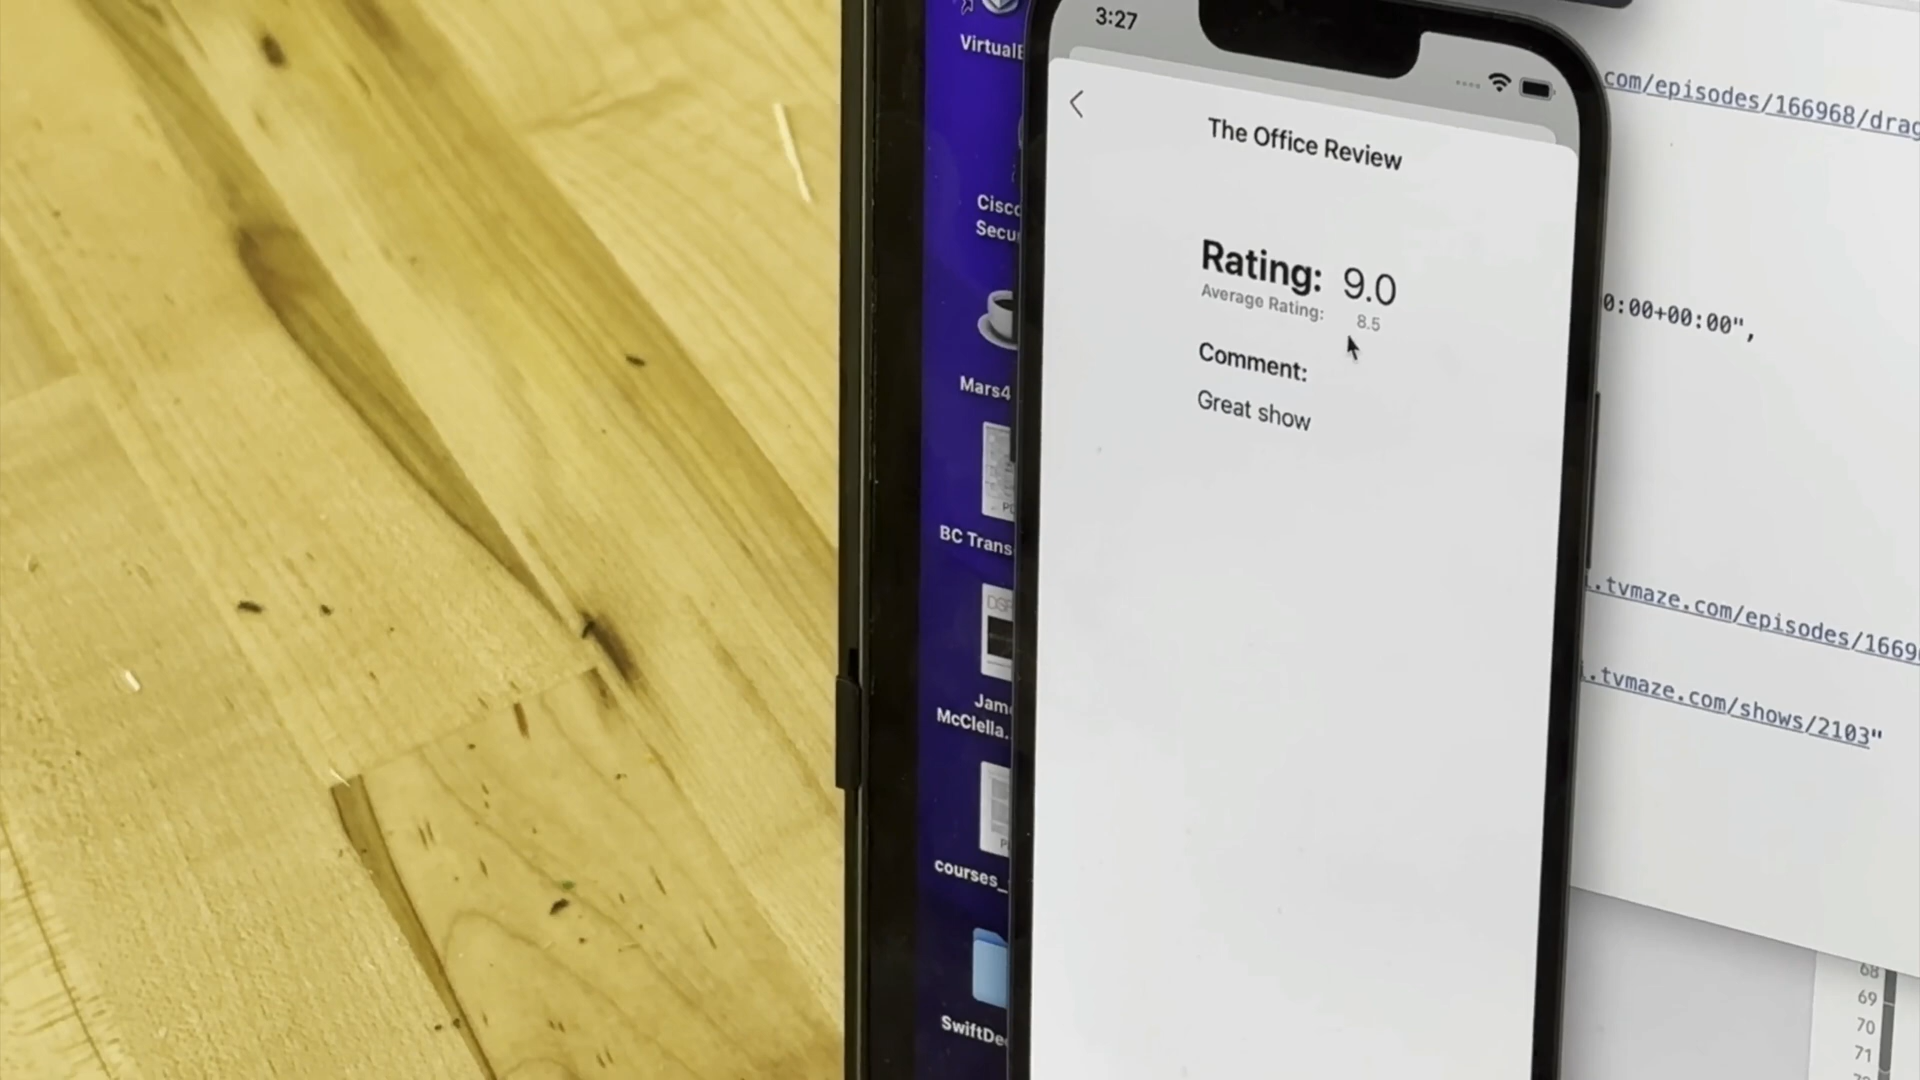 VirtualB
Cisco
Secu
Mars4
BC Trans
Jam
McClella.
courses_
SwiftDe
3:27
The Office Review
Rating: 9.0
Average Rating: 8.5
Comment:
Great show
com/episodes/166968/drag
0:00+00:00",
.tvmaze.com/episodes/1669
.tvmaze.com/shows/2103"
68
69
70
71